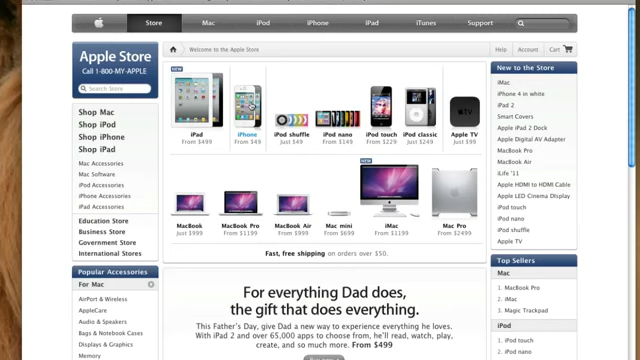 Store Mac iPod iPhone iPad iTunes Support
Apple Store
Call 1-800-MY-APPLE
Search Store
Welcome to the Apple Store
Help Account Cart
Shop Mac
Shop iPod
Shop iPhone
Shop iPad
Mac Accessories
Mac Software
iPod Accessories
iPhone Accessories
iPad Accessories
Education Store
Business Store
Government Store
International Stores
Popular Accessories
For Mac
AirPort & Wireless
AppleCare
Audio & Speakers
Bags & Notebook Cases
Displays & Graphics
Memory
NEW
iPad iPhone iPod shuffle iPod nano iPod touch iPod classic Apple TV
From $499 From $49 Just $49 From $149 From $229 Just $249 Just $99
NEW
MacBook MacBook Pro MacBook Air Mac mini iMac Mac Pro
Just $999 From $1199 From $999 From $699 From $1199 From $2499
Fast, free shipping on orders over $50.
For everything Dad does,
the gift that does everything.
This Father's Day, give Dad a new way to experience everything he loves.
With iPad 2 and over 65,000 apps to choose from, he'll read, watch, play,
create, and so much more. From $499
New to the Store
iMac
iPhone 4 in white
iPad 2
Smart Covers
Apple iPad 2 Dock
Apple Digital AV Adapter
MacBook Pro
MacBook Air
iLife '11
Apple HDMI to HDMI Cable
Apple LED Cinema Display
iPod touch
iPod nano
iPod shuffle
Apple TV
Top Sellers
Mac
1. MacBook Pro
2. iMac
3. Magic Trackpad
iPod
1. iPod touch
2. iPod nano